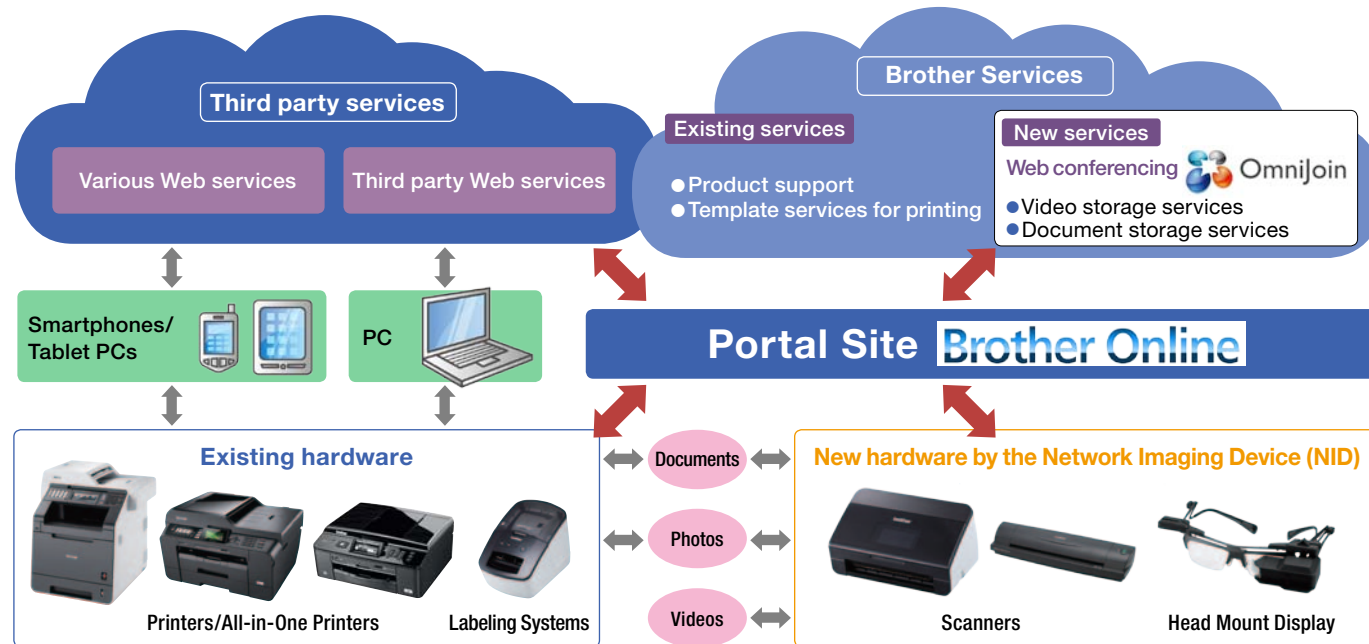 Third party services
Various Web services
Third party Web services
Brother Services
Existing services
●Product support
●Template services for printing
New services
Web conferencing OmniJoin
●Video storage services
●Document storage services
Smartphones/
Tablet PCs
PC
Portal Site Brother Online
Existing hardware
Printers/All-in-One Printers
Labeling Systems
Documents
Photos
Videos
New hardware by the Network Imaging Device (NID)
brother
Scanners
Head Mount Display